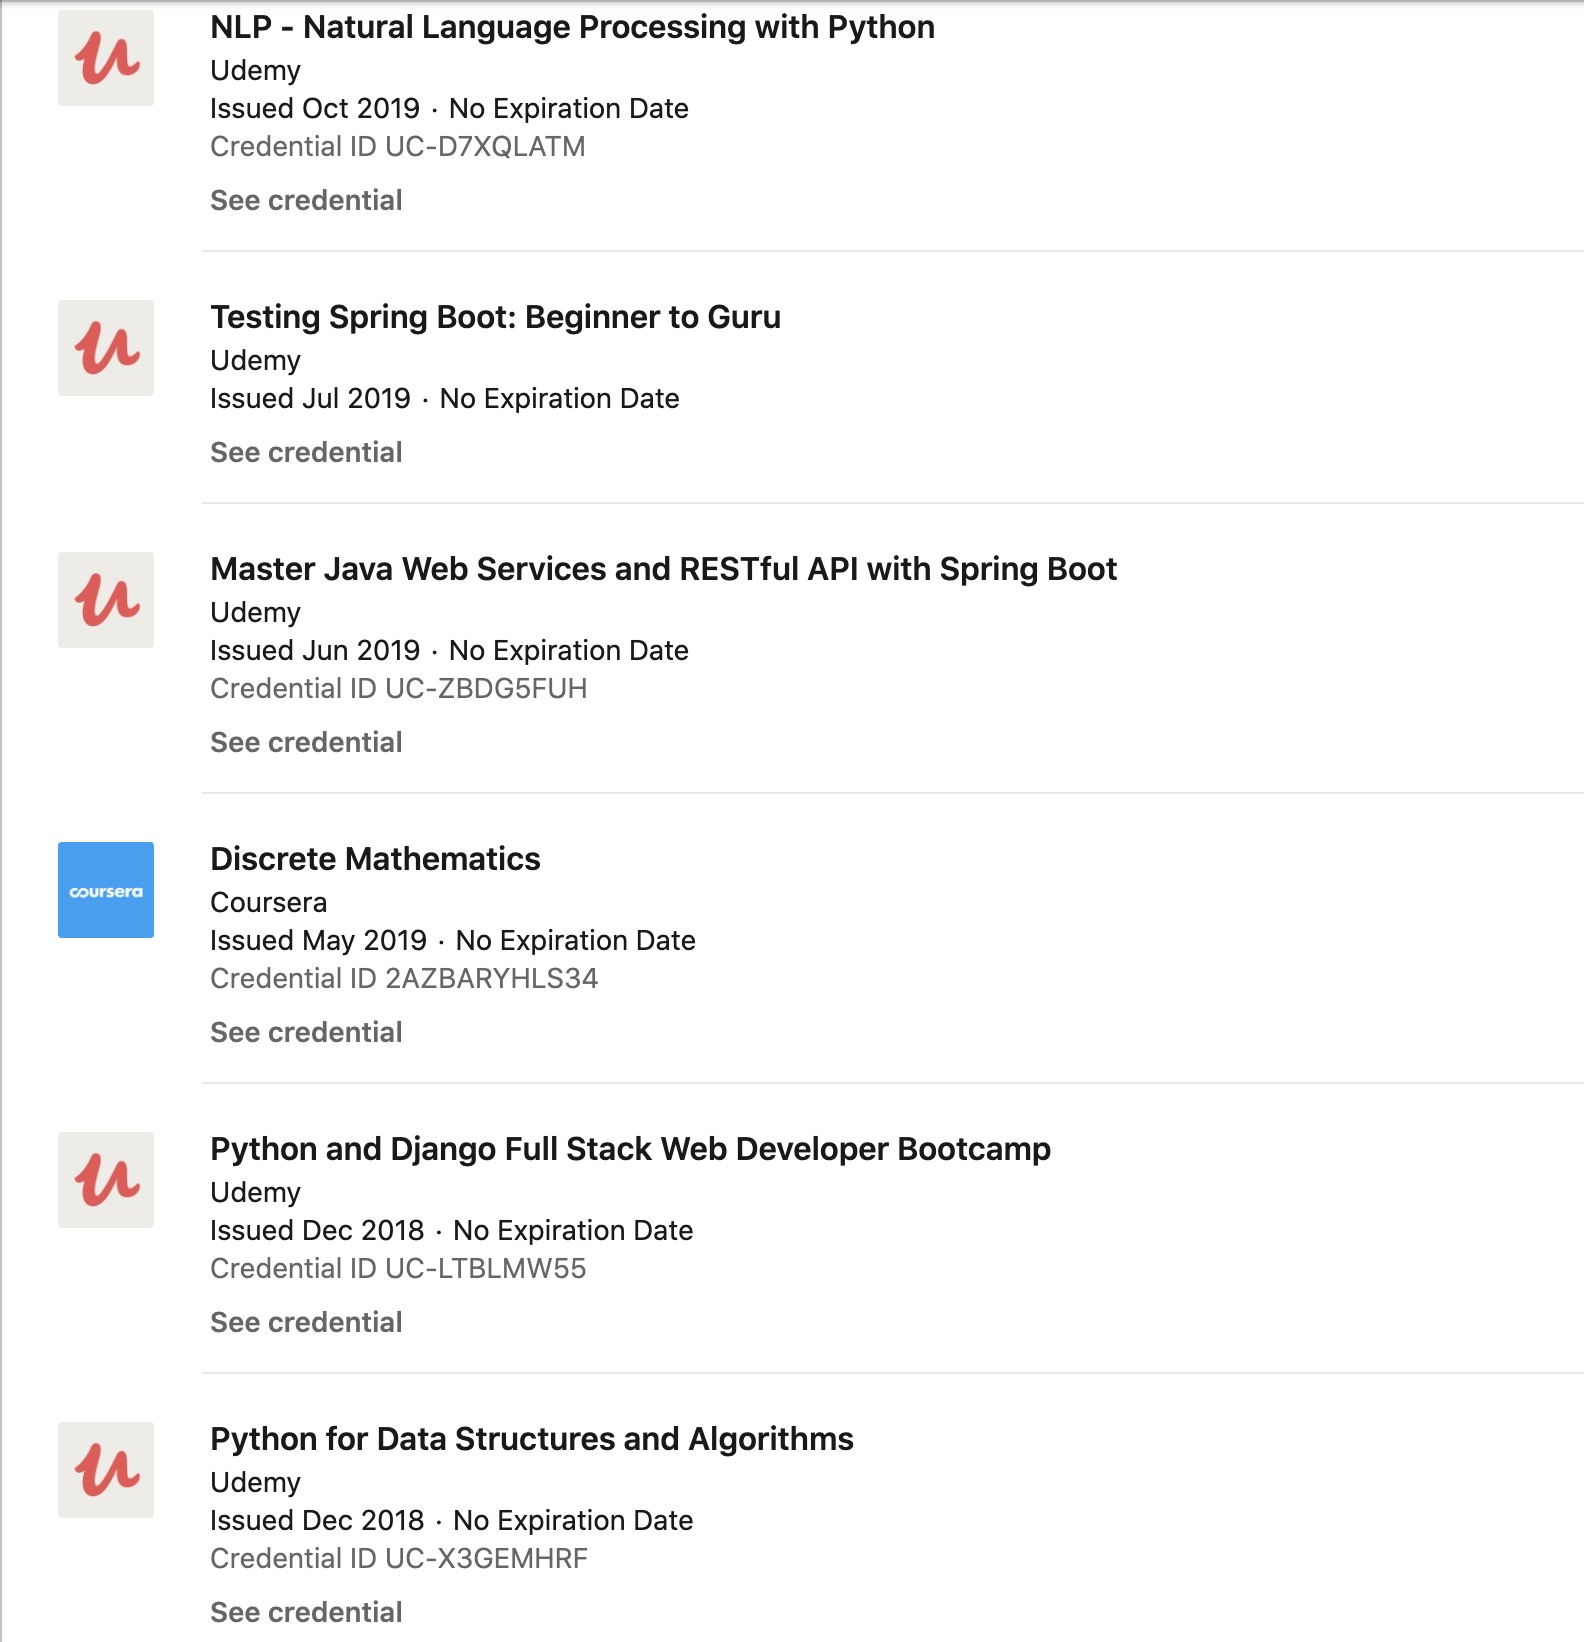 NLP - Natural Language Processing with Python
Udemy
Issued Oct 2019 · No Expiration Date
Credential ID UC-D7XQLATM
See credential
Testing Spring Boot: Beginner to Guru
Udemy
Issued Jul 2019 · No Expiration Date
See credential
Master Java Web Services and RESTful API with Spring Boot
Udemy
Issued Jun 2019 · No Expiration Date
Credential ID UC-ZBDG5FUH
See credential
coursera
Discrete Mathematics
Coursera
Issued May 2019 · No Expiration Date
Credential ID 2AZBARYHLS34
See credential
Python and Django Full Stack Web Developer Bootcamp
Udemy
Issued Dec 2018 · No Expiration Date
Credential ID UC-LTBLMW55
See credential
Python for Data Structures and Algorithms
Udemy
Issued Dec 2018 · No Expiration Date
Credential ID UC-X3GEMHRF
See credential